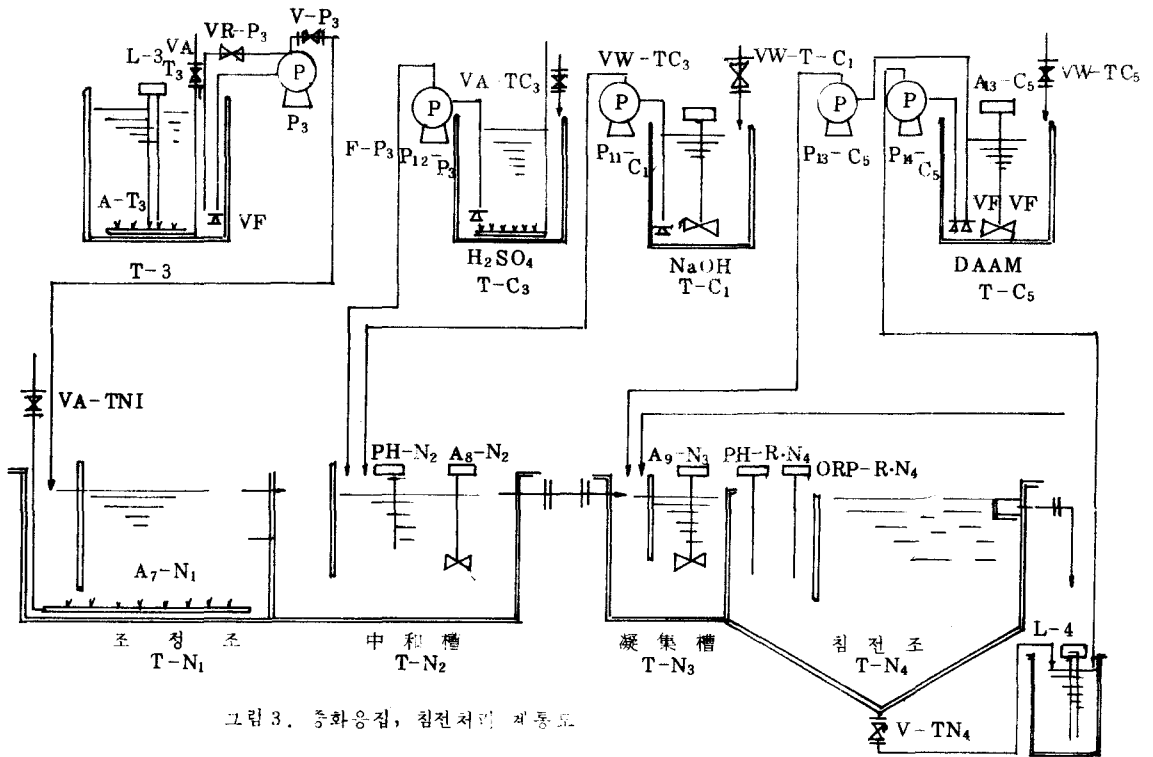 V-P₃
VR-P₃
L-3
VA
T₃
P
P₃
A-T₃
VF
T-3
F-P₃
P
P₁₂-P₃
VA-TC₃
H₂SO₄
T-C₃
VW-TC₃
P
P₁₁-C₁
VW-T-C₁
NaOH
T-C₁
P
P₁₃-C₅
P
P₁₄-C₅
A₁₃-C₅
VW-TC₅
VF VF
DAAM
T-C₅
VA-TNI
A₇-N₁
조정조
T-N₁
PH-N₂
A₈-N₂
中和槽
T-N₂
A₉-N₃
PH-R·N₄
ORP-R·N₄
凝集槽
T-N₃
침전조
T-N₄
L-4
V-TN₄
그림 3. 중화응집, 침전처리 계통도